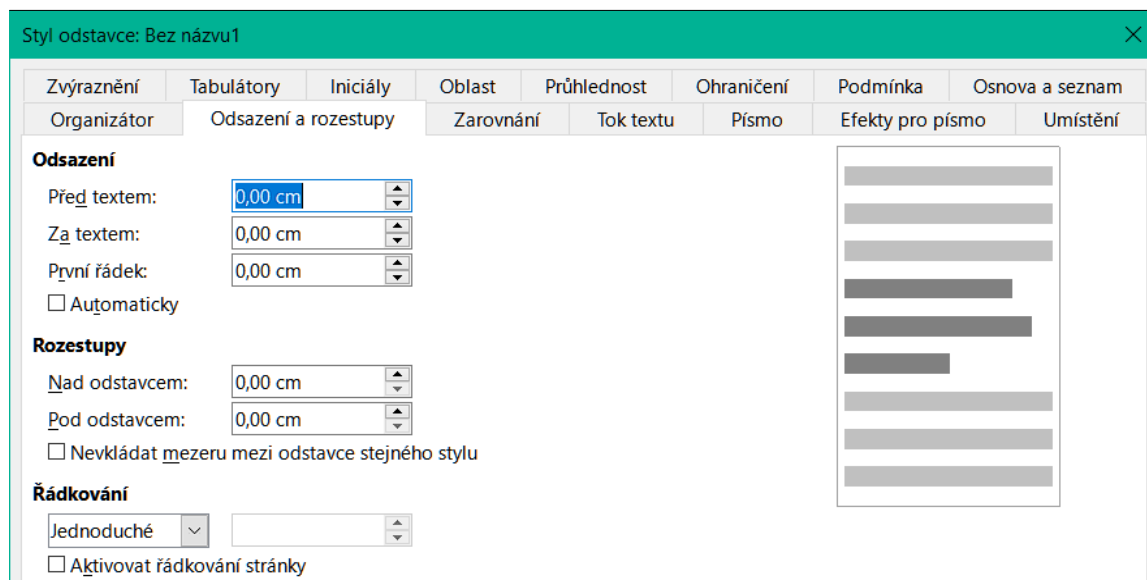 Styl odstavce: Bez názvu1
Zvýraznění Tabulátory Iniciály Oblast Průhlednost Ohraničení Podmínka Osnova a seznam
Organizátor Odsazení a rozestupy Zarovnání Tok textu Písmo Efekty pro písmo Umístění
Odsazení
Před textem: 0,00 cm
Za textem: 0,00 cm
První řádek: 0,00 cm
Automaticky
Rozestupy
Nad odstavcem: 0,00 cm
Pod odstavcem: 0,00 cm
Nevkládat mezeru mezi odstavce stejného stylu
Řádkování
Jednoduché
Aktivovat řádkování stránky